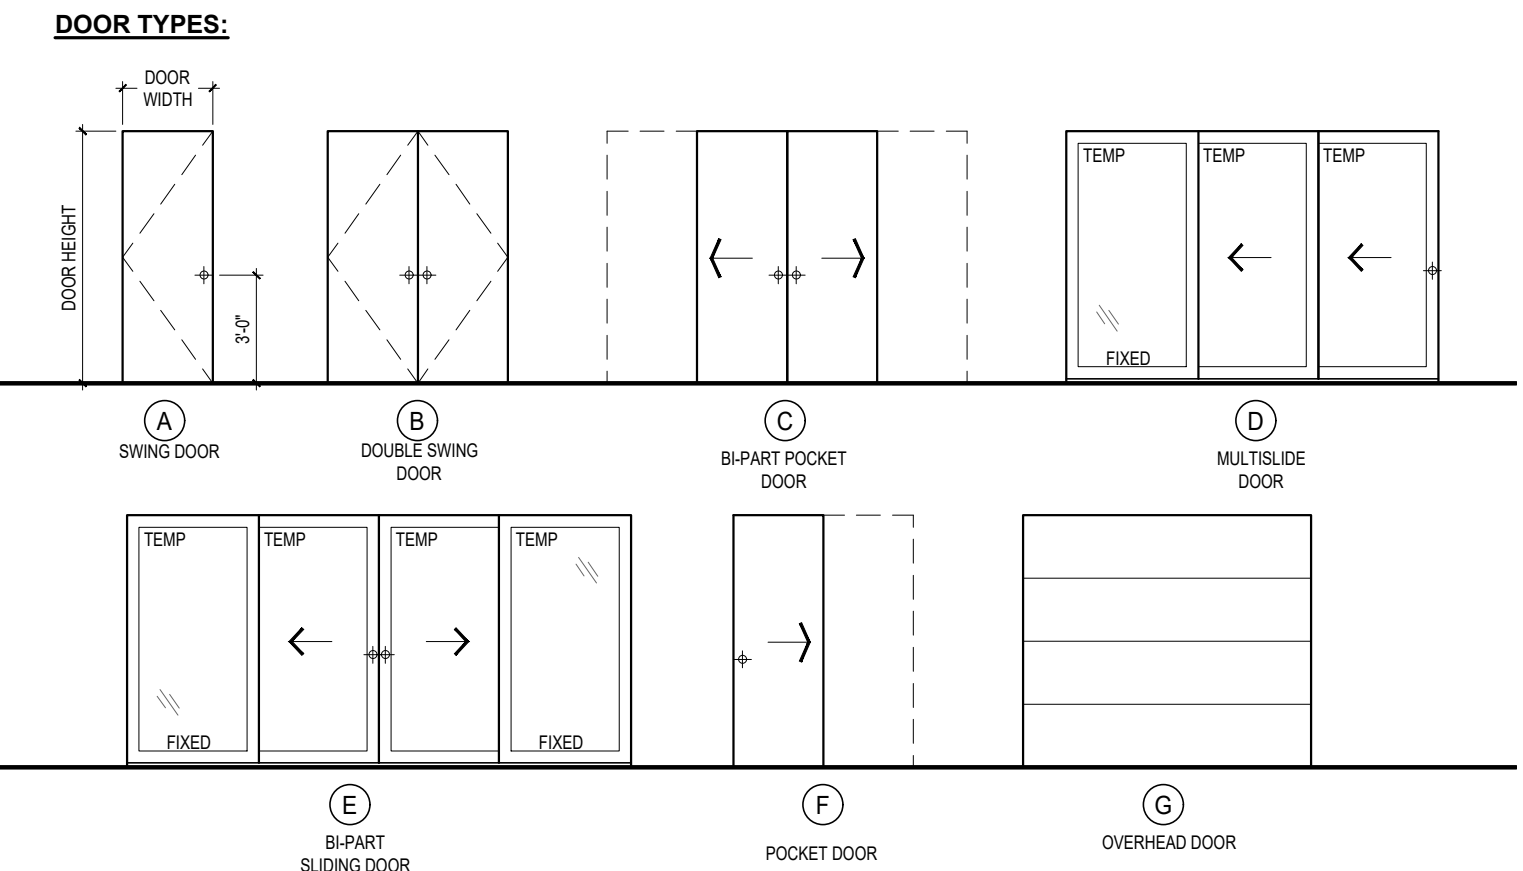 DOOR TYPES:
DOOR
WIDTH
DOOR HEIGHT
3'-0"
TEMP
TEMP
TEMP
FIXED
A
SWING DOOR
B
DOUBLE SWING
DOOR
C
BI-PART POCKET
DOOR
D
MULTISLIDE
DOOR
TEMP
TEMP
TEMP
TEMP
FIXED
FIXED
E
BI-PART
SLIDING DOOR
F
POCKET DOOR
G
OVERHEAD DOOR